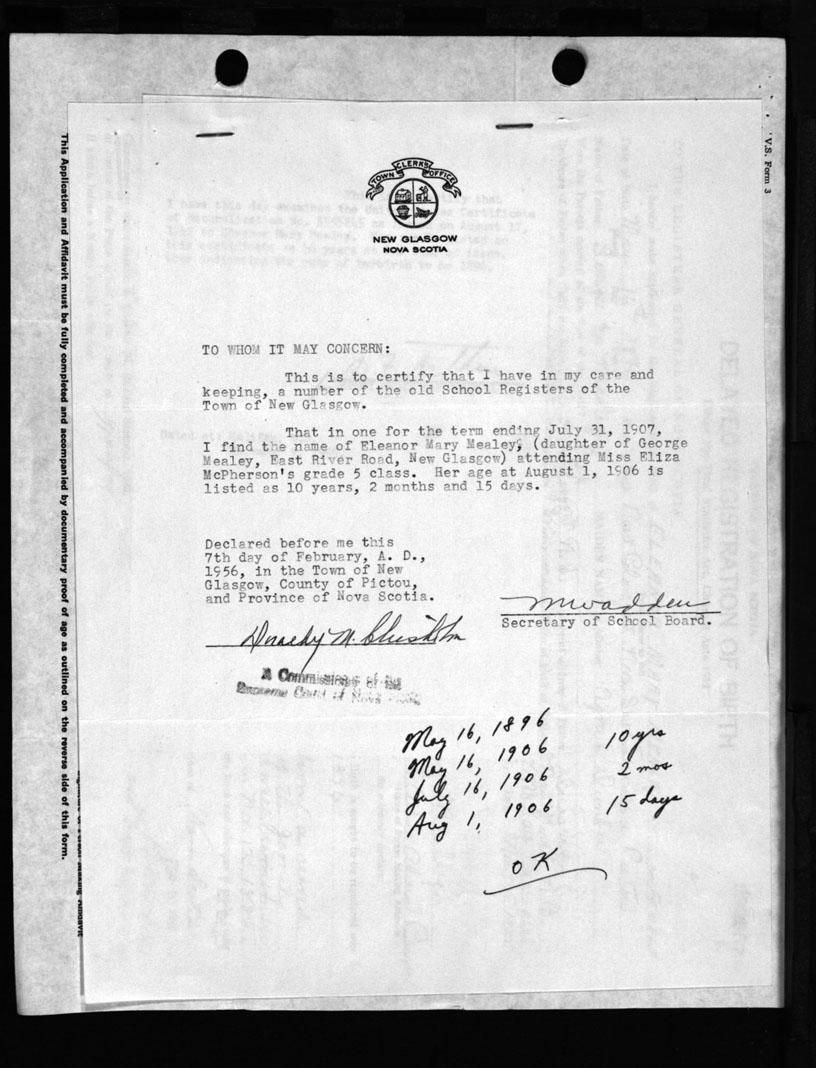 V.S. Form 3
This Application and Affidavit must be fully completed and accompanied by documentary proof of age as outlined on the reverse side of this form.
TOWN CLERKS OFFICE
NEW GLASGOW
NOVA SCOTIA
TO WHOM IT MAY CONCERN:
This is to certify that I have in my care and
keeping, a number of the old School Registers of the
Town of New Glasgow.
That in one for the term ending July 31, 1907,
I find the name of Eleanor Mary Mealey, (daughter of George
Mealey, East River Road, New Glasgow) attending Miss Eliza
McPherson's grade 5 class. Her age at August 1, 1906 is
listed as 10 years, 2 months and 15 days.
Declared before me this
7th day of February, A. D.,
1956, in the Town of New
Glasgow, County of Pictou,
and Province of Nova Scotia.
Secretary of School Board.
A Commissioner of the
Supreme Court of Nova Scotia
May 16, 1896
May 16, 1906 10 yrs
July 16, 1906 2 mos
Aug 1, 1906 15 days
OK